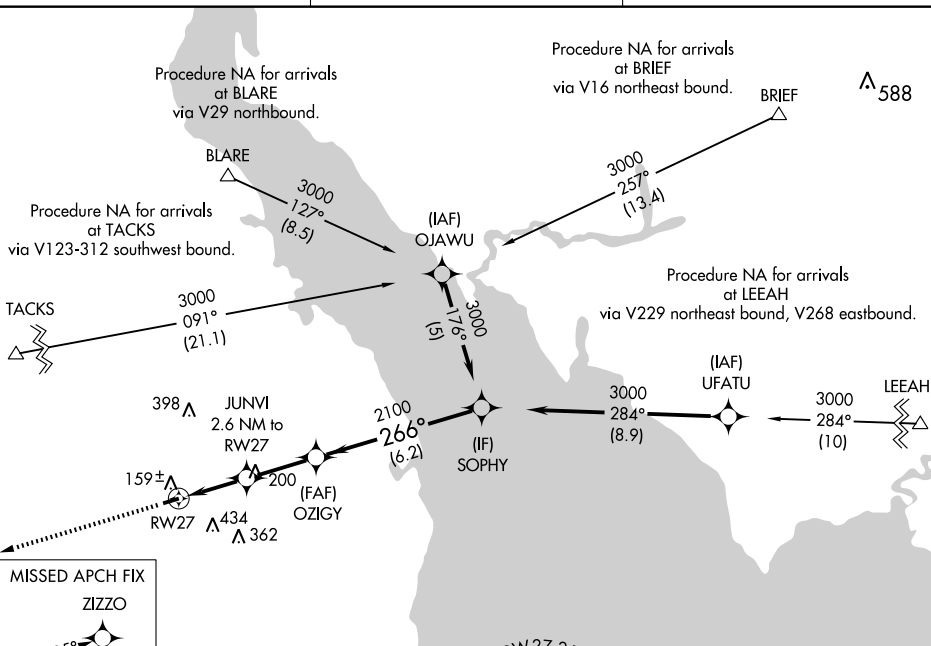 Procedure NA for arrivals
at BLARE
via V29 northbound.
Procedure NA for arrivals
at BRIEF
via V16 northeast bound.
588
BRIEF
BLARE
3000
127°
(8.5)
3000
257°
(13.4)
Procedure NA for arrivals
at TACKS
via V123-312 southwest bound.
(IAF)
OJAWU
Procedure NA for arrivals
at LEEAH
via V229 northeast bound, V268 eastbound.
TACKS
3000
091°
(21.1)
3000
176°
(5)
(IAF)
UFATU
LEEAH
3000
284°
(8.9)
3000
284°
(10)
398
JUNVI
2.6 NM to
RW27
2100
266°
(6.2)
(IF)
SOPHY
159±
200
(FAF)
OZIGY
RW27
434
362
MISSED APCH FIX
ZIZZO